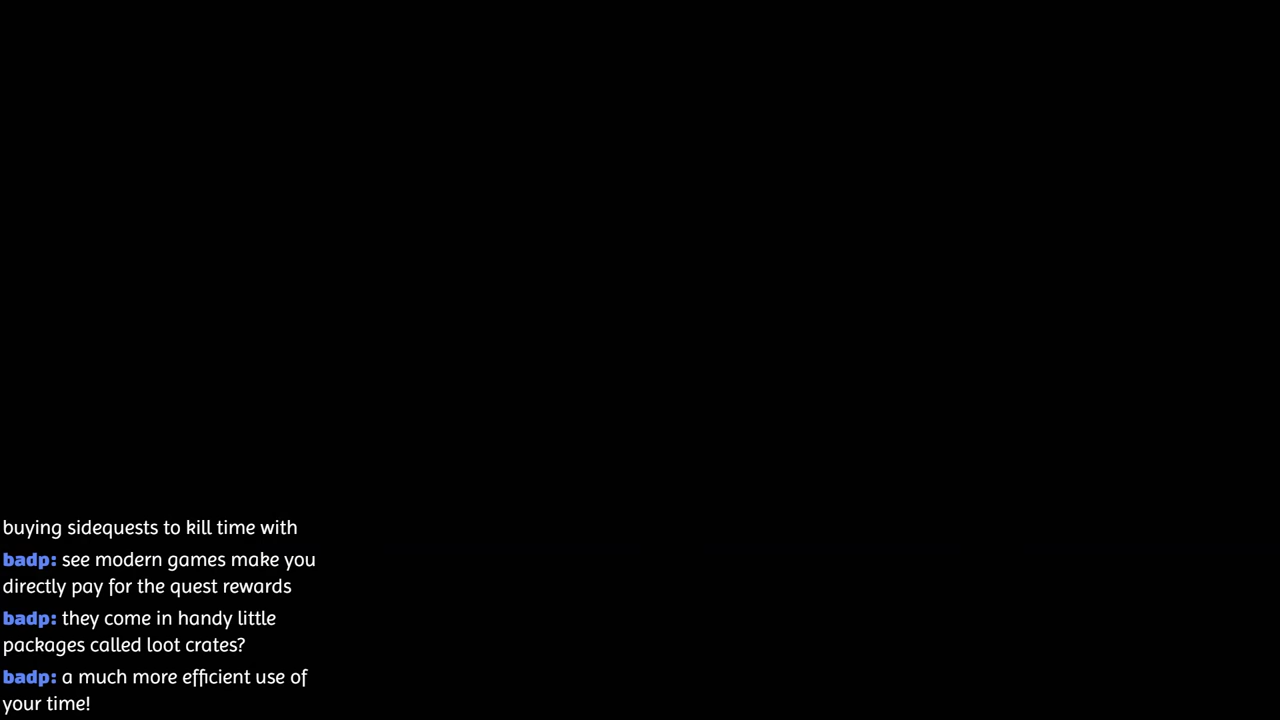 buying sidequests to kill time with
badp: see modern games make you
directly pay for the quest rewards
badp: they come in handy little
packages called loot crates?
badp: a much more efficient use of
your time!